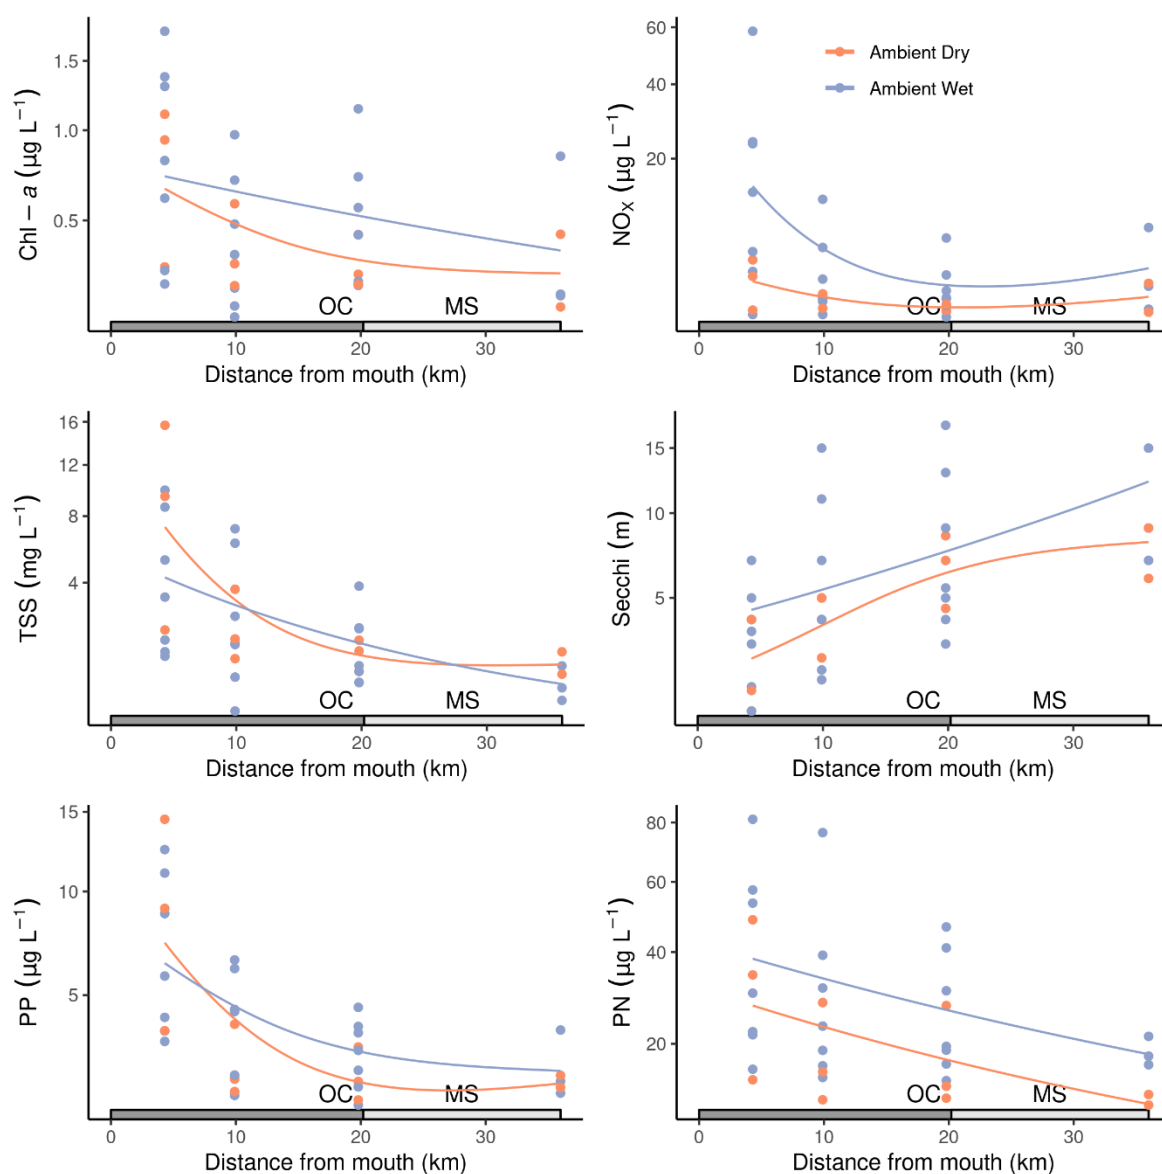 Chl − a (μg L−1)
1.5
1.0
0.5
OC
MS
0
10
20
30
Distance from mouth (km)
NOX (μg L−1)
60
40
20
Ambient Dry
Ambient Wet
OC
MS
0
10
20
30
Distance from mouth (km)
TSS (mg L−1)
16
12
8
4
OC
MS
0
10
20
30
Distance from mouth (km)
Secchi (m)
15
10
5
OC
MS
0
10
20
30
Distance from mouth (km)
PP (μg L−1)
15
10
5
OC
MS
0
10
20
30
Distance from mouth (km)
PN (μg L−1)
80
60
40
20
OC
MS
0
10
20
30
Distance from mouth (km)